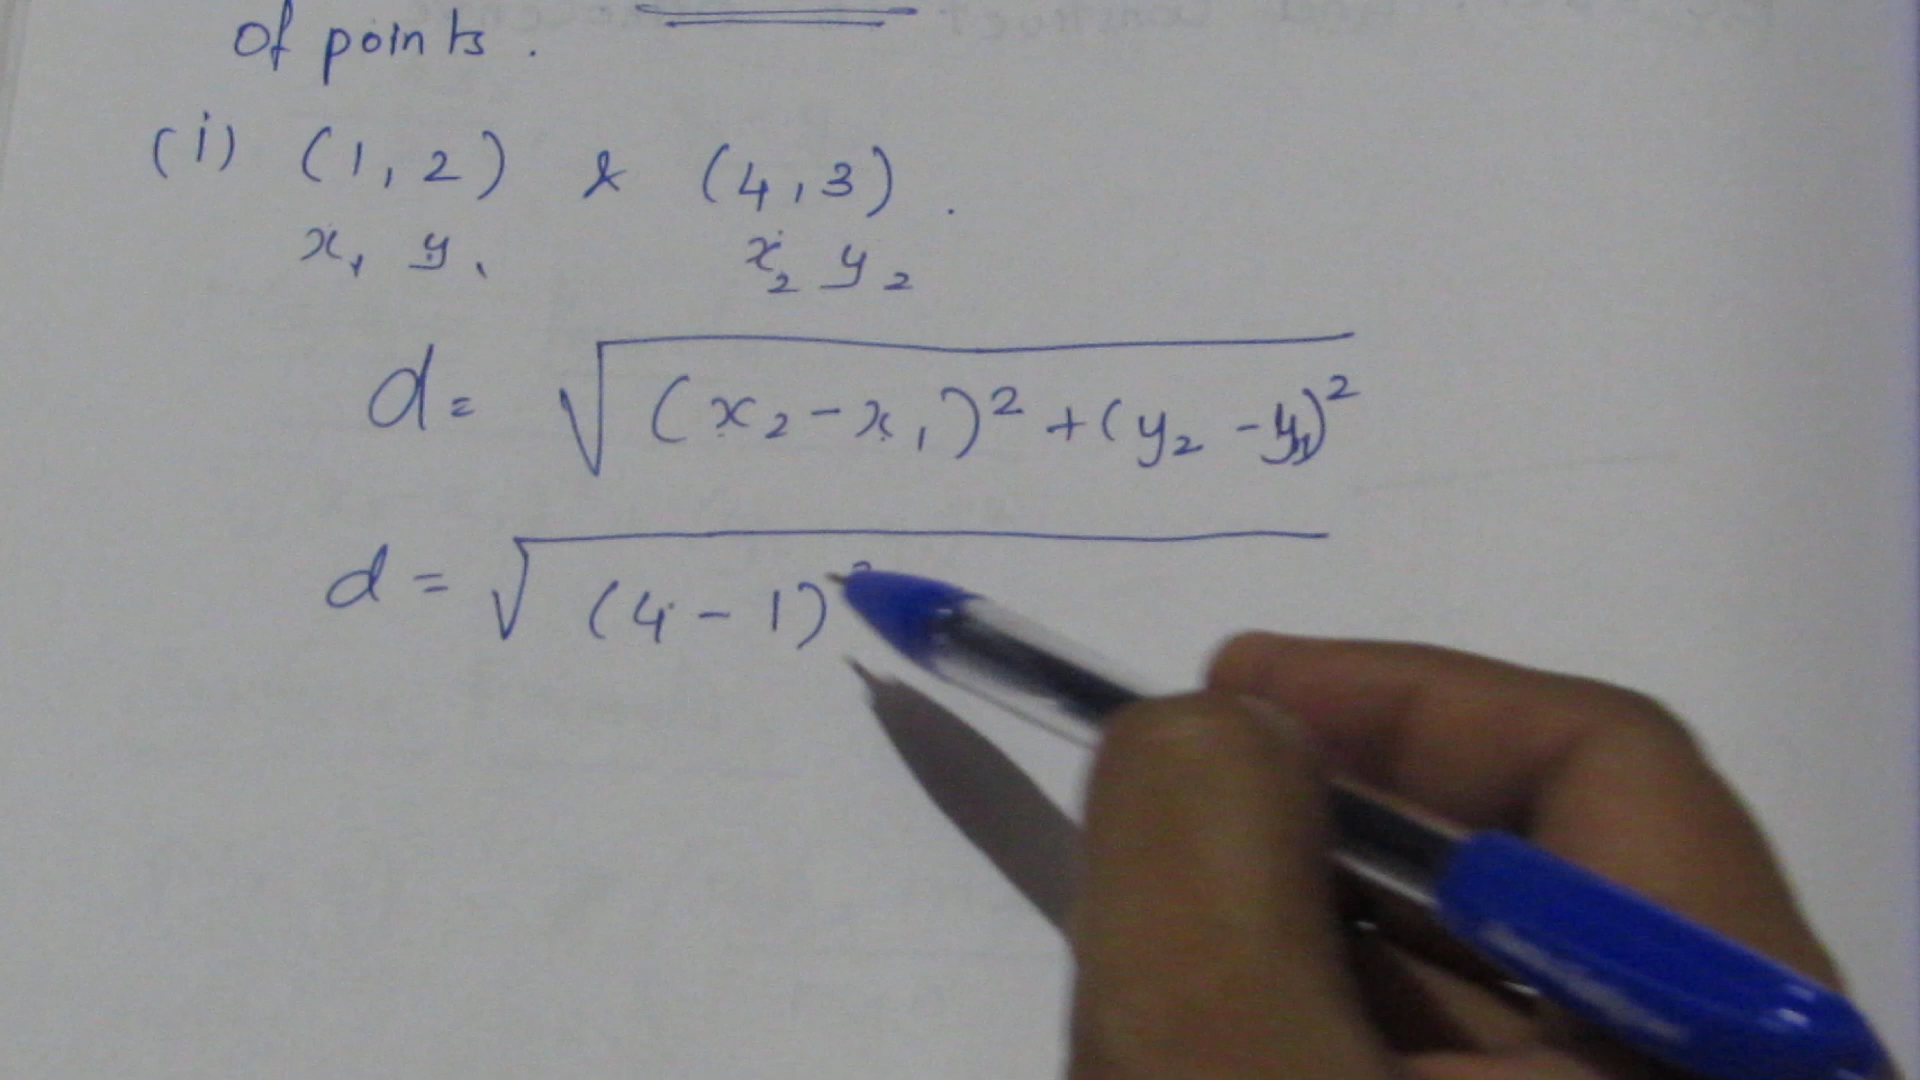 of points.
(i) (1, 2) & (4, 3).
x₁ y₁ x₂ y₂
d = √(x₂ - x₁)² + (y₂ - y₁)²
d = √(4 - 1)